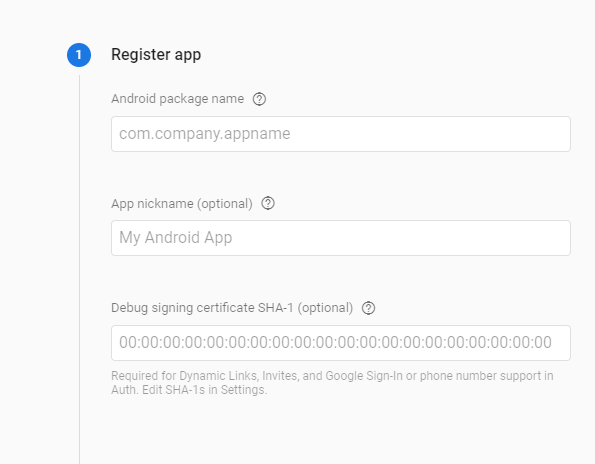 1 Register app
Android package name ?
com.company.appname
App nickname (optional) ?
My Android App
Debug signing certificate SHA-1 (optional) ?
00:00:00:00:00:00:00:00:00:00:00:00:00:00:00:00:00:00:00:00
Required for Dynamic Links, Invites, and Google Sign-In or phone number support in
Auth. Edit SHA-1s in Settings.